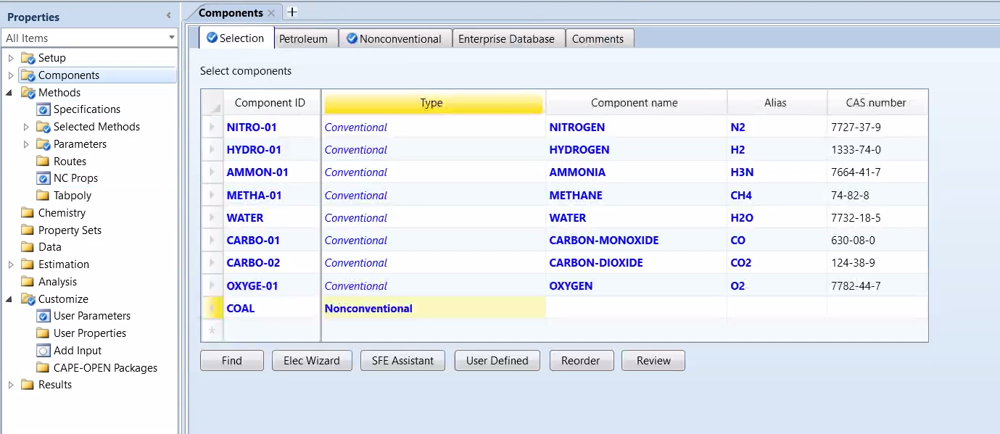 Properties
All Items
Setup
Components
Methods
Specifications
Selected Methods
Parameters
Routes
NC Props
Tabpoly
Chemistry
Property Sets
Data
Estimation
Analysis
Customize
User Parameters
User Properties
Add Input
CAPE-OPEN Packages
Results
Components
Selection Petroleum Nonconventional Enterprise Database Comments
Select components
Component ID Type Component name Alias CAS number
NITRO-01 Conventional NITROGEN N2 7727-37-9
HYDRO-01 Conventional HYDROGEN H2 1333-74-0
AMMON-01 Conventional AMMONIA H3N 7664-41-7
METHA-01 Conventional METHANE CH4 74-82-8
WATER Conventional WATER H2O 7732-18-5
CARBO-01 Conventional CARBON-MONOXIDE CO 630-08-0
CARBO-02 Conventional CARBON-DIOXIDE CO2 124-38-9
OXYGE-01 Conventional OXYGEN O2 7782-44-7
COAL Nonconventional
Find Elec Wizard SFE Assistant User Defined Reorder Review